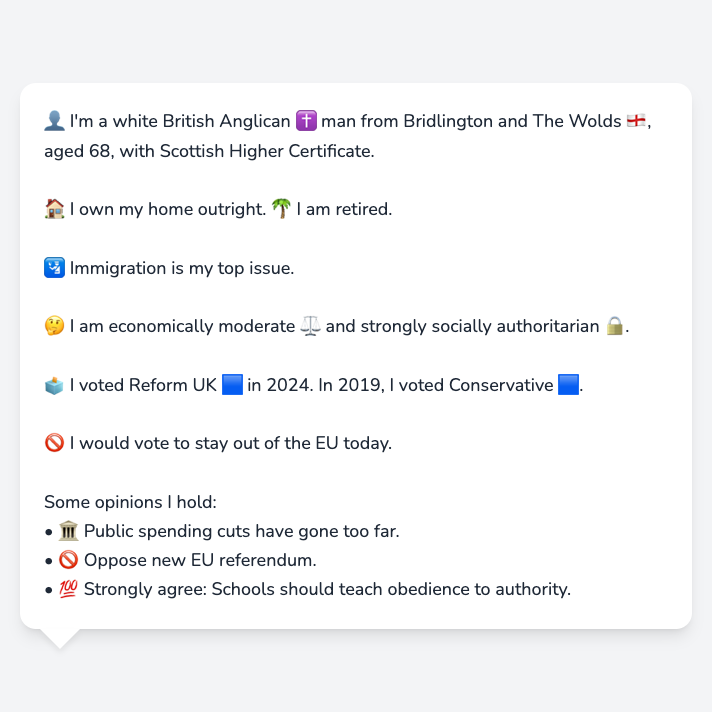 👤 I'm a white British Anglican ✝️ man from Bridlington and The Wolds 🏴󠁧󠁢󠁥󠁮󠁧󠁿,
aged 68, with Scottish Higher Certificate.
🏠 I own my home outright. 🌴 I am retired.
🛂 Immigration is my top issue.
🤔 I am economically moderate ⚖️ and strongly socially authoritarian 🔒.
🗳️ I voted Reform UK 🟦 in 2024. In 2019, I voted Conservative 🟦.
🚫 I would vote to stay out of the EU today.
Some opinions I hold:
• 🏛️ Public spending cuts have gone too far.
• 🚫 Oppose new EU referendum.
• 💯 Strongly agree: Schools should teach obedience to authority.